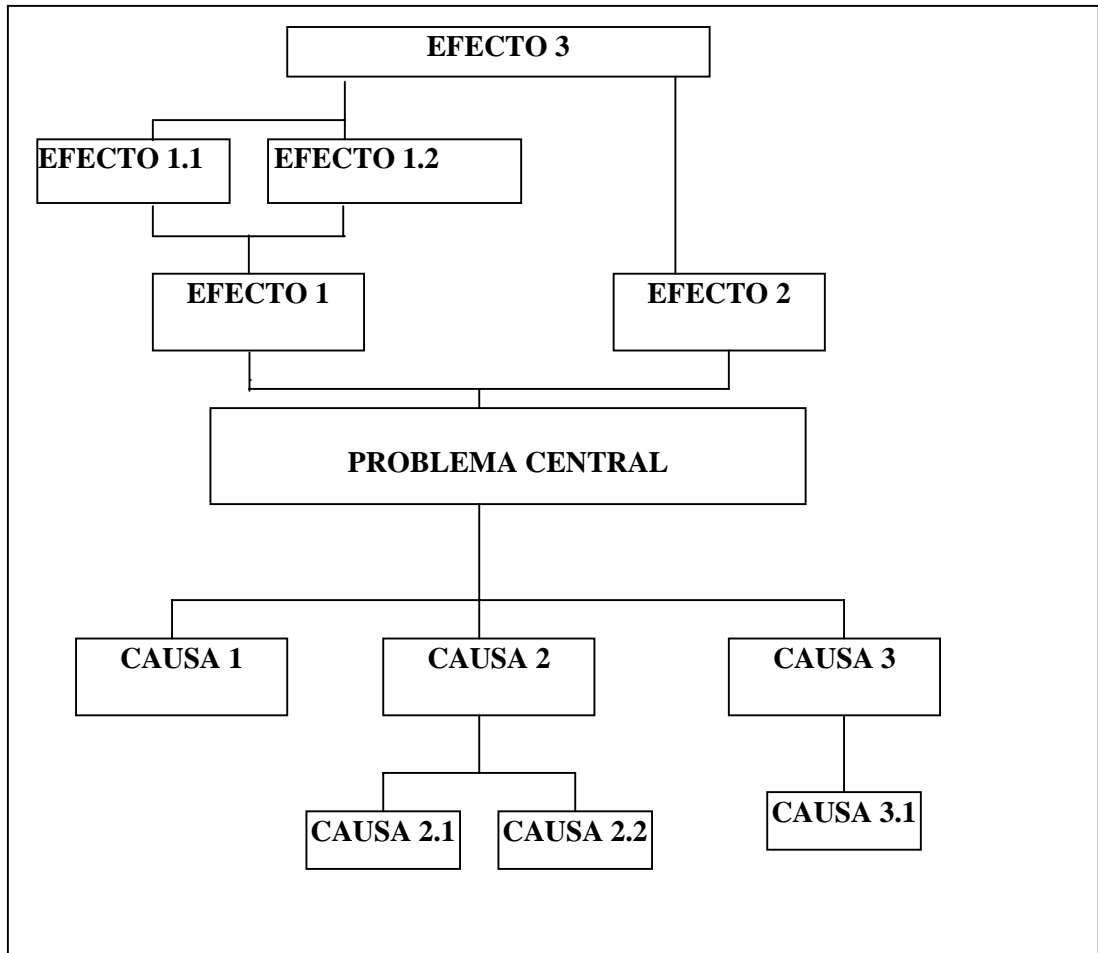 EFECTO 3
EFECTO 1.1
EFECTO 1.2
EFECTO 1
EFECTO 2
PROBLEMA CENTRAL
CAUSA 1
CAUSA 2
CAUSA 3
CAUSA 2.1
CAUSA 2.2
CAUSA 3.1